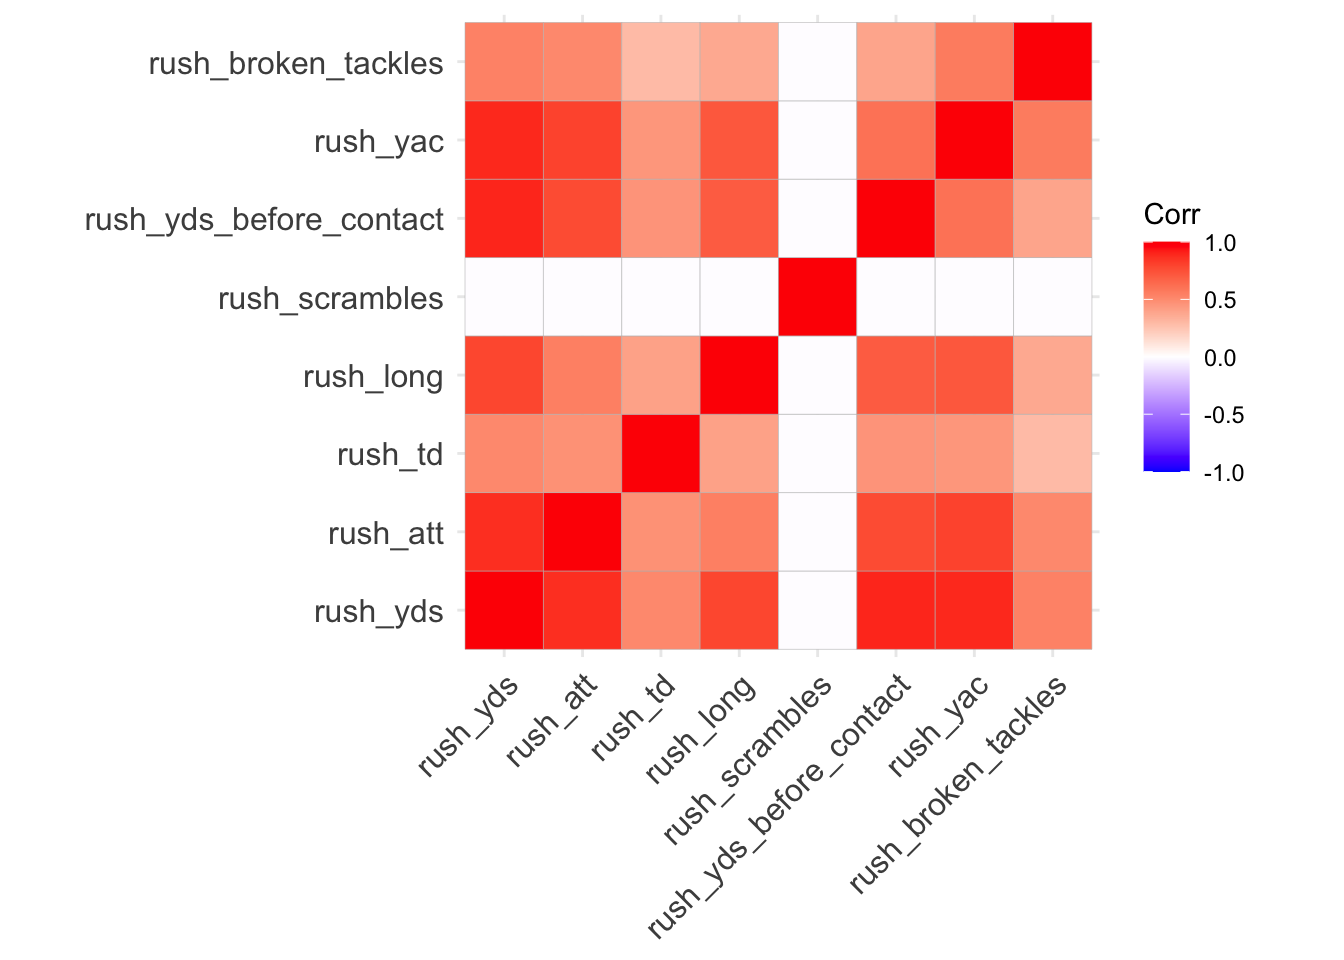 rush_broken_tackles
rush_yac
rush_yds_before_contact
rush_scrambles
rush_long
rush_td
rush_att
rush_yds
rush_yds
rush_att
rush_td
rush_long
rush_scrambles
rush_yds_before_contact
rush_yac
rush_broken_tackles
Corr
1.0
0.5
0.0
-0.5
-1.0